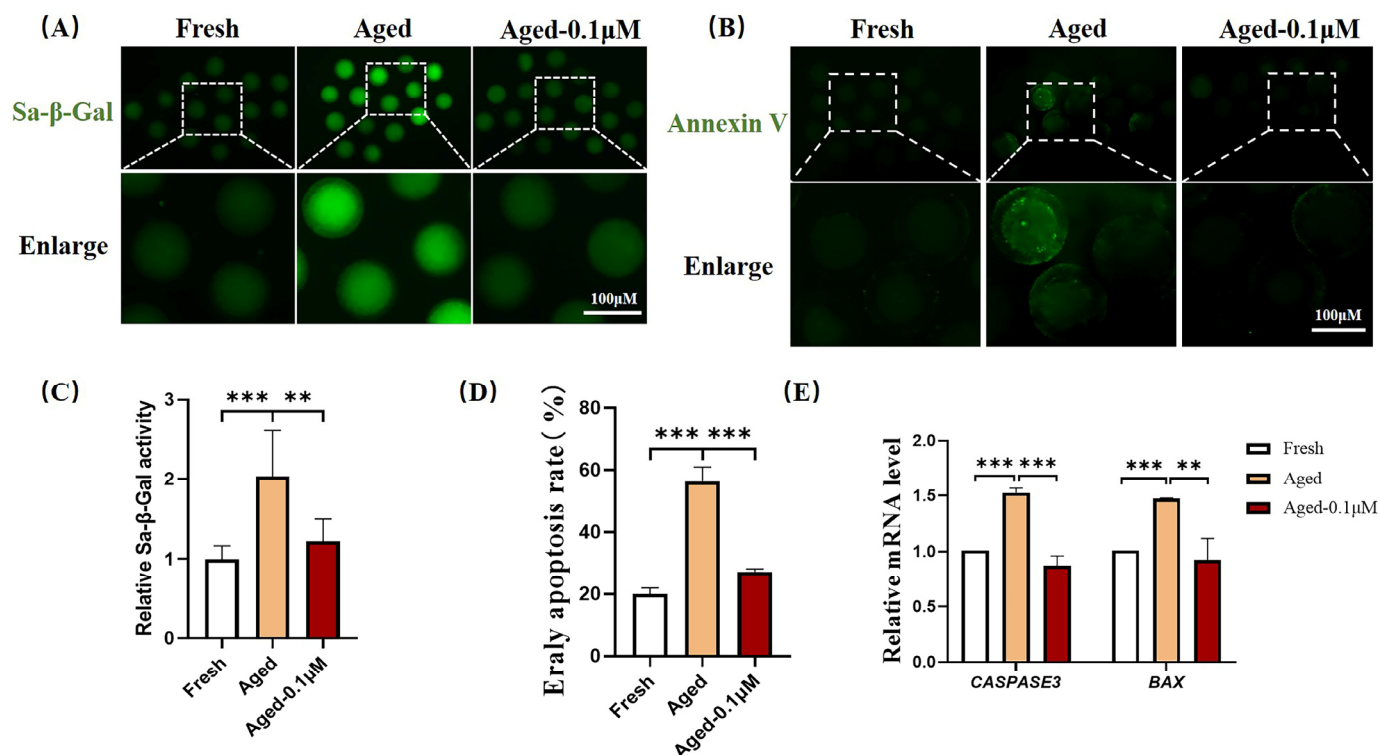 (A)
Fresh Aged Aged-0.1μM
Sa-β-Gal
Enlarge
100μM
(B)
Fresh Aged Aged-0.1μM
Annexin V
Enlarge
100μM
(C)
Relative Sa-β-Gal activity
3
2
1
0
*** **
Fresh Aged Aged-0.1μM
(D)
Eraly apoptosis rate( %)
80
60
40
20
0
*** ***
Fresh Aged Aged-0.1μM
(E)
Relative mRNA level
2.0
1.5
1.0
0.5
0.0
*** *** *** **
CASPASE3 BAX
Fresh
Aged
Aged-0.1μM